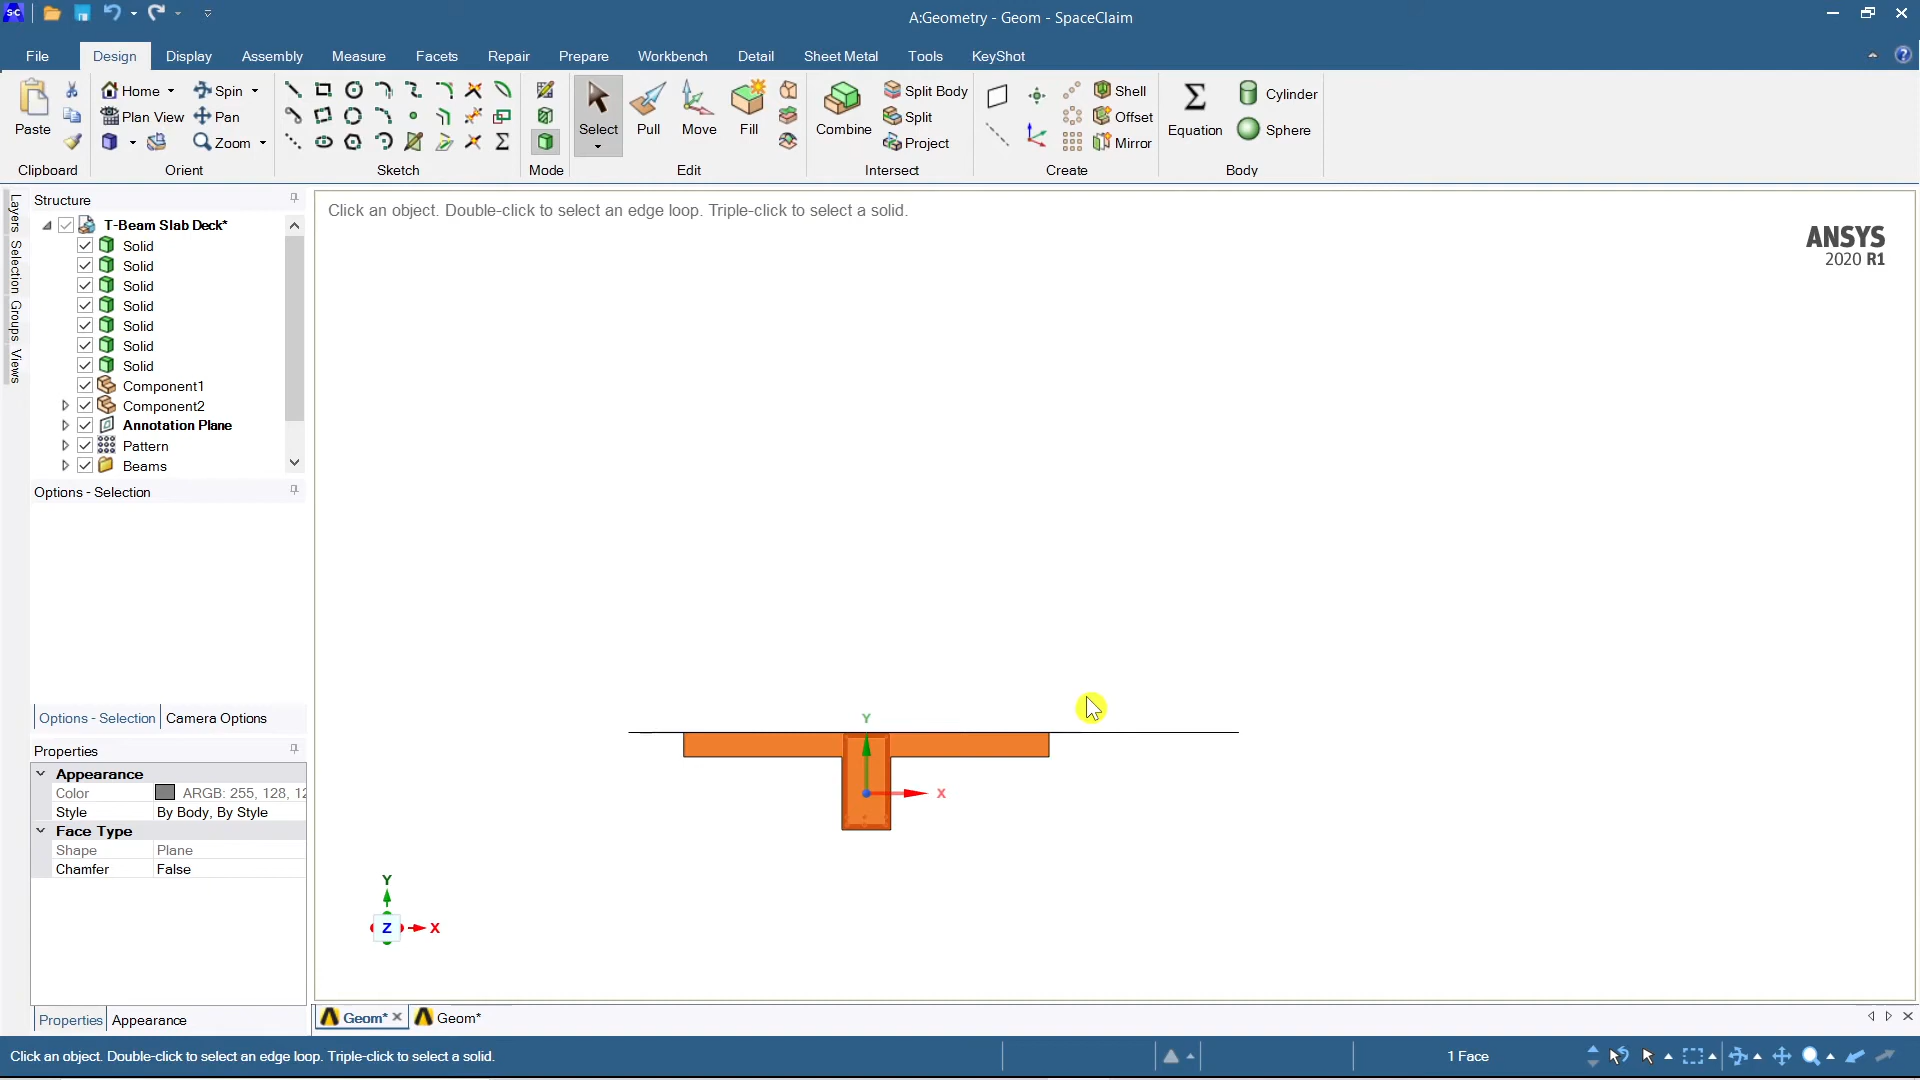 A:Geometry - Geom - SpaceClaim
File Design Display Assembly Measure Facets Repair Prepare Workbench Detail Sheet Metal Tools KeyShot
Paste
Home Spin
Plan View Pan
Zoom
Select Pull Move Fill
Combine
Split Body
Split
Project
Shell
Offset
Mirror
Equation
Cylinder
Sphere
Clipboard Orient Sketch Mode Edit Intersect Create Body
Layers Selection Groups Views
Structure
T-Beam Slab Deck*
Solid
Solid
Solid
Solid
Solid
Solid
Solid
Component1
Component2
Annotation Plane
Pattern
Beams
Options - Selection
Options - Selection Camera Options
Properties
Appearance
Color ARGB: 255, 128, 12
Style By Body, By Style
Face Type
Shape Plane
Chamfer False
Properties Appearance
Click an object. Double-click to select an edge loop. Triple-click to select a solid.
ANSYS
2020 R1
Y
X
Y
Z X
Geom* Geom*
Click an object. Double-click to select an edge loop. Triple-click to select a solid.
1 Face